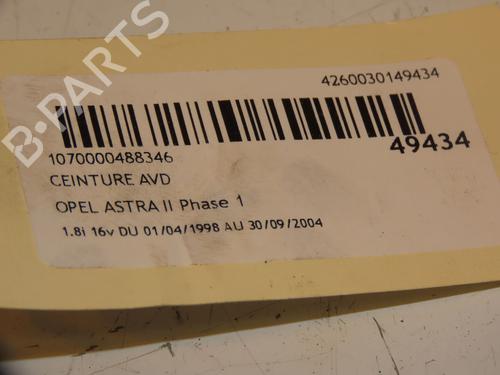 B-PARTS
4260030149434
1070000488346
49434
CEINTURE AVD
OPEL ASTRA II Phase 1
1.8i 16v DU 01/04/1998 AU 30/09/2004